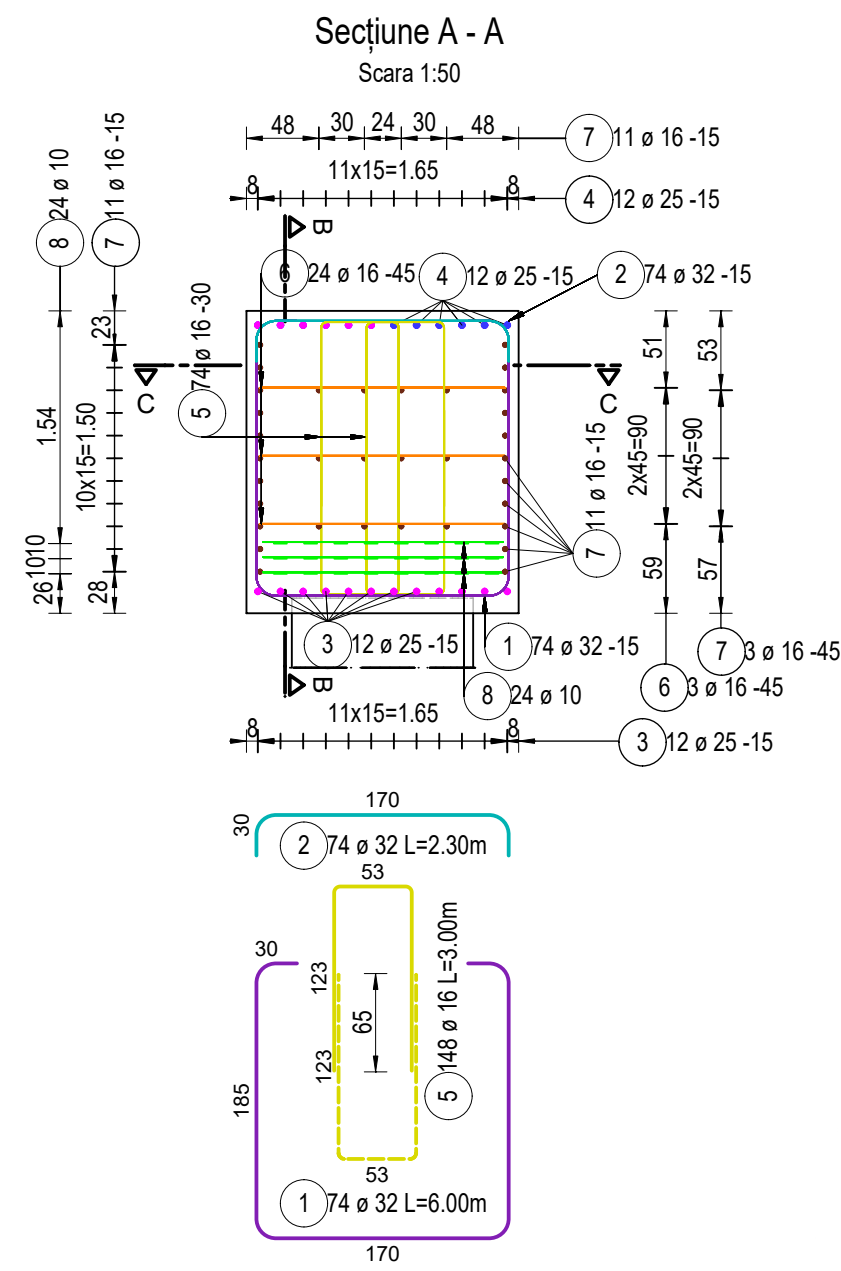 Secțiune A - A
Scara 1:50
48 30 24 30 48
7 11 ø 16 -15
11x15=1.65
8 8
4 12 ø 25 -15
8 24 ø 10
7 11 ø 16 -15
B
6 24 ø 16 -45
4 12 ø 25 -15
2 74 ø 32 -15
5 74 ø 16 -30
C
C
1.54
10
10
26
23
10x15=1.50
28
51
2x45=90
59
53
2x45=90
57
7 11 ø 16 -15
3 12 ø 25 -15
1 74 ø 32 -15
7 3 ø 16 -45
6 3 ø 16 -45
8 24 ø 10
B
11x15=1.65
8 8
3 12 ø 25 -15
170
30
2 74 ø 32 L=2.30m
53
30
123
65
123
5 148 ø 16 L=3.00m
185
53
1 74 ø 32 L=6.00m
170